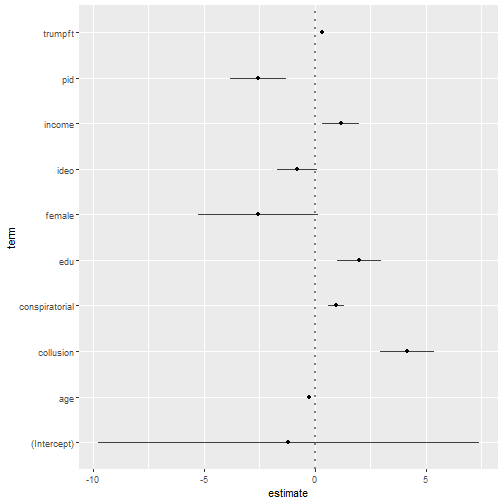 trumpft
pid
income
ideo
female
edu
conspiratorial
collusion
age
(Intercept)
term
-10 -5 0 5
estimate